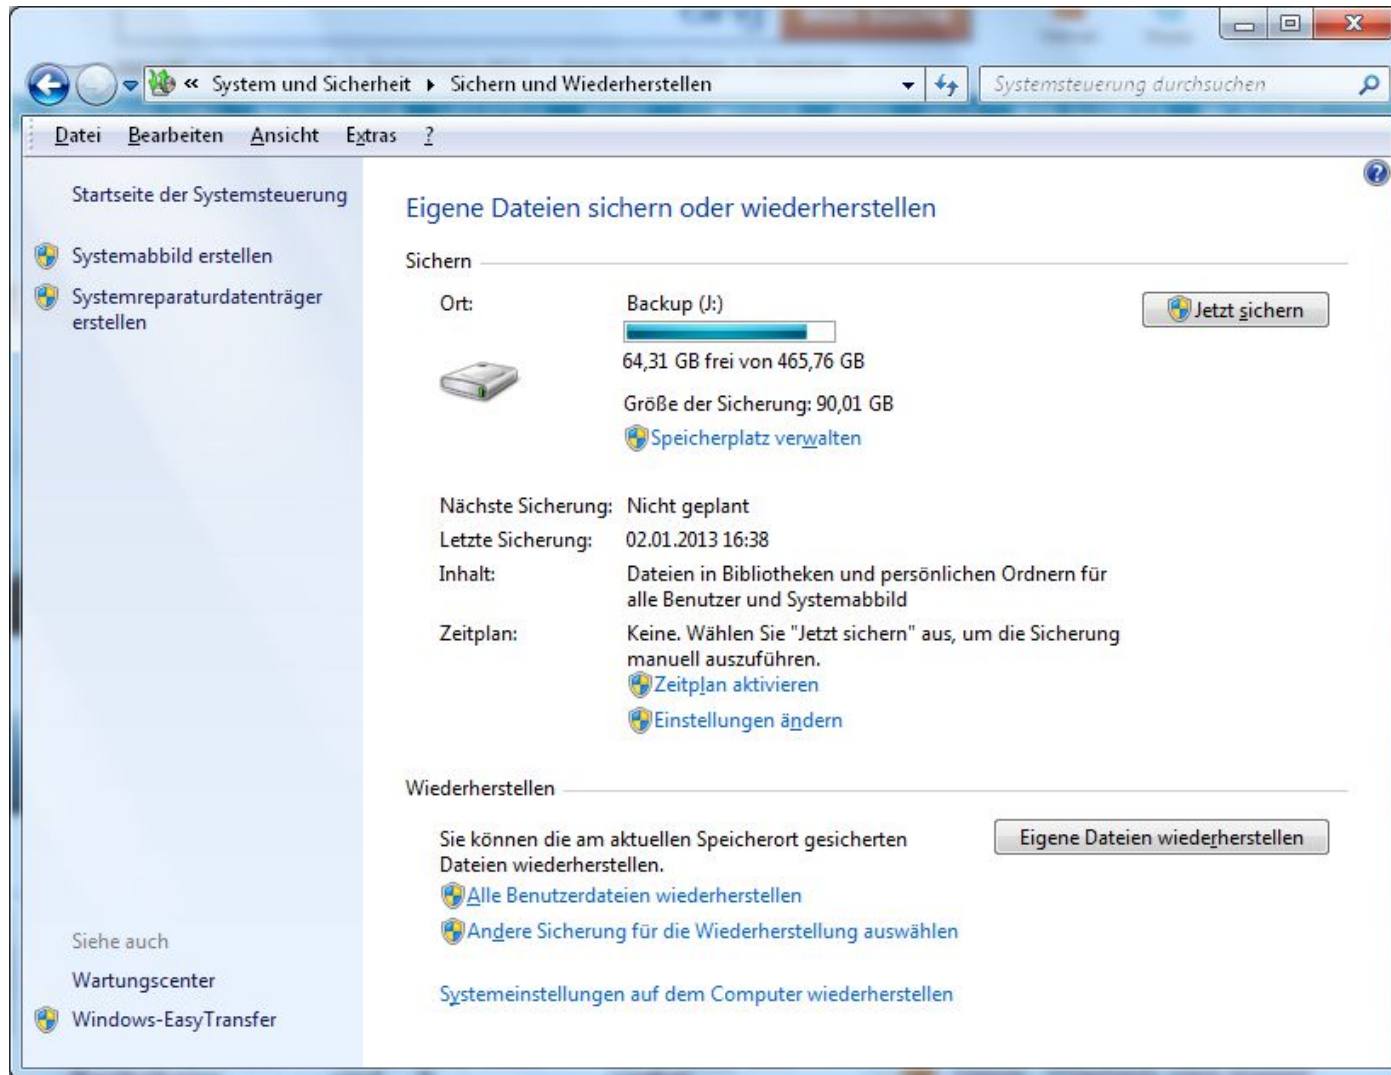 « System und Sicherheit ▸ Sichern und Wiederherstellen
Systemsteuerung durchsuchen
Datei Bearbeiten Ansicht Extras ?
Startseite der Systemsteuerung
Systemabbild erstellen
Systemreparaturdatenträger
erstellen
Siehe auch
Wartungscenter
Windows-EasyTransfer
Eigene Dateien sichern oder wiederherstellen
Sichern
Ort: Backup (J:)
Jetzt sichern
64,31 GB frei von 465,76 GB
Größe der Sicherung: 90,01 GB
Speicherplatz verwalten
Nächste Sicherung: Nicht geplant
Letzte Sicherung: 02.01.2013 16:38
Inhalt: Dateien in Bibliotheken und persönlichen Ordnern für
alle Benutzer und Systemabbild
Zeitplan: Keine. Wählen Sie "Jetzt sichern" aus, um die Sicherung
manuell auszuführen.
Zeitplan aktivieren
Einstellungen ändern
Wiederherstellen
Sie können die am aktuellen Speicherort gesicherten
Dateien wiederherstellen.
Eigene Dateien wiederherstellen
Alle Benutzerdateien wiederherstellen
Andere Sicherung für die Wiederherstellung auswählen
Systemeinstellungen auf dem Computer wiederherstellen